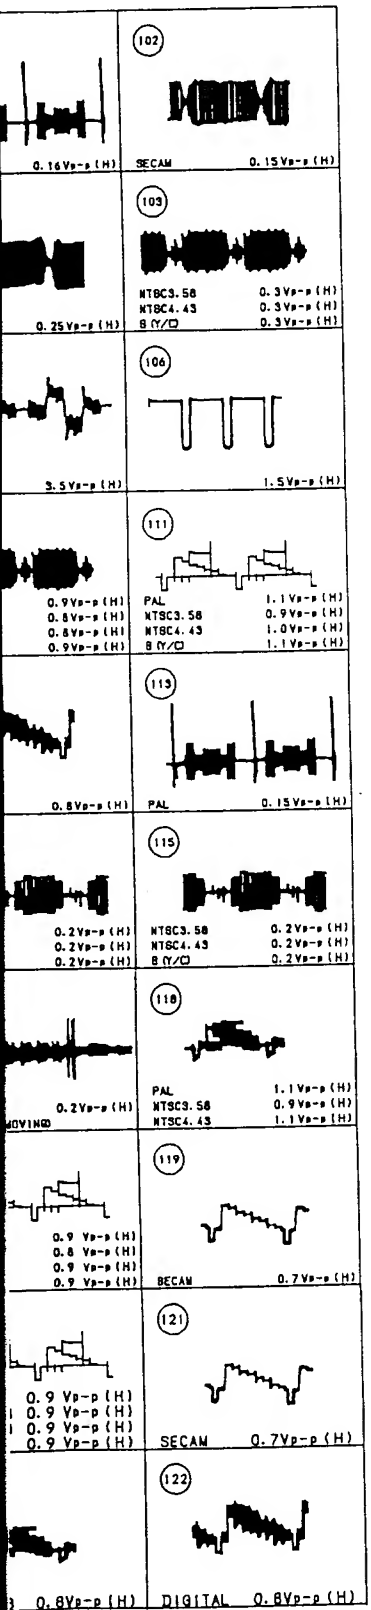 102
0.16Vp-p (H)
SECAM 0.15Vp-p (H)
103
0.25Vp-p (H)
NTSC3.58 0.3Vp-p (H)
NTSC4.43 0.3Vp-p (H)
S (Y/C) 0.3Vp-p (H)
106
3.5Vp-p (H)
1.5Vp-p (H)
111
0.9Vp-p (H)
0.8Vp-p (H)
0.8Vp-p (H)
0.9Vp-p (H)
PAL 1.1Vp-p (H)
NTSC3.58 0.9Vp-p (H)
NTSC4.43 1.0Vp-p (H)
S (Y/C) 1.1Vp-p (H)
113
0.8Vp-p (H)
PAL 0.15Vp-p (H)
115
0.2Vp-p (H)
0.2Vp-p (H)
0.2Vp-p (H)
NTSC3.58 0.2Vp-p (H)
NTSC4.43 0.2Vp-p (H)
S (Y/C) 0.2Vp-p (H)
118
0.2Vp-p (H)
MOVING)
PAL 1.1Vp-p (H)
NTSC3.58 0.9Vp-p (H)
NTSC4.43 1.1Vp-p (H)
119
0.9 Vp-p (H)
0.8 Vp-p (H)
0.9 Vp-p (H)
0.9 Vp-p (H)
SECAM 0.7Vp-p (H)
121
0.9 Vp-p (H)
0.9 Vp-p (H)
0.9 Vp-p (H)
0.9 Vp-p (H)
SECAM 0.7Vp-p (H)
122
0.8Vp-p (H)
DIGITAL 0.8Vp-p (H)